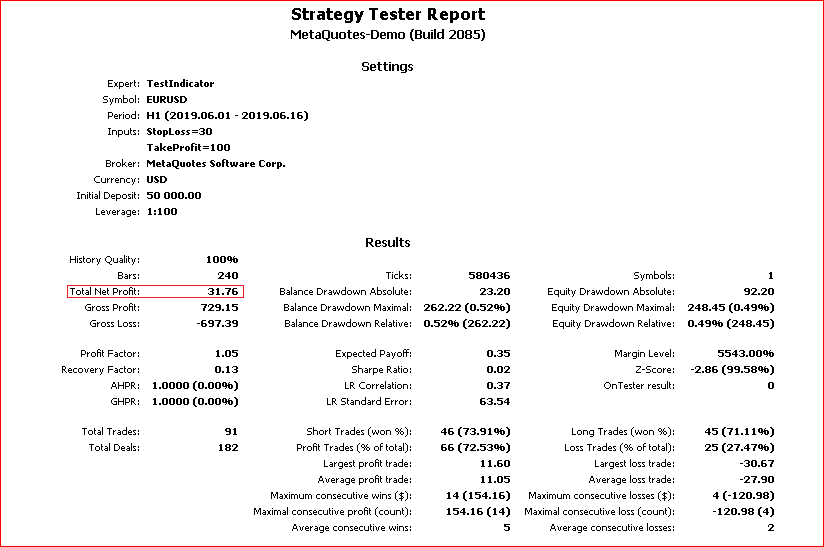 Strategy Tester Report
MetaQuotes-Demo (Build 2085)
Settings
Expert: TestIndicator
Symbol: EURUSD
Period: H1 (2019.06.01 - 2019.06.16)
Inputs: StopLoss=30
TakeProfit=100
Broker: MetaQuotes Software Corp.
Currency: USD
Initial Deposit: 50 000.00
Leverage: 1:100
Results
History Quality: 100%
Bars: 240 Ticks: 580436 Symbols: 1
Total Net Profit: 31.76 Balance Drawdown Absolute: 23.20 Equity Drawdown Absolute: 92.20
Gross Profit: 729.15 Balance Drawdown Maximal: 262.22 (0.52%) Equity Drawdown Maximal: 248.45 (0.49%)
Gross Loss: -697.39 Balance Drawdown Relative: 0.52% (262.22) Equity Drawdown Relative: 0.49% (248.45)
Profit Factor: 1.05 Expected Payoff: 0.35 Margin Level: 5543.00%
Recovery Factor: 0.13 Sharpe Ratio: 0.02 Z-Score: -2.86 (99.58%)
AHPR: 1.0000 (0.00%) LR Correlation: 0.37 OnTester result: 0
GHPR: 1.0000 (0.00%) LR Standard Error: 63.54
Total Trades: 91 Short Trades (won %): 46 (73.91%) Long Trades (won %): 45 (71.11%)
Total Deals: 182 Profit Trades (% of total): 66 (72.53%) Loss Trades (% of total): 25 (27.47%)
Largest profit trade: 11.60 Largest loss trade: -30.67
Average profit trade: 11.05 Average loss trade: -27.90
Maximum consecutive wins ($): 14 (154.16) Maximum consecutive losses ($): 4 (-120.98)
Maximal consecutive profit (count): 154.16 (14) Maximal consecutive loss (count): -120.98 (4)
Average consecutive wins: 5 Average consecutive losses: 2